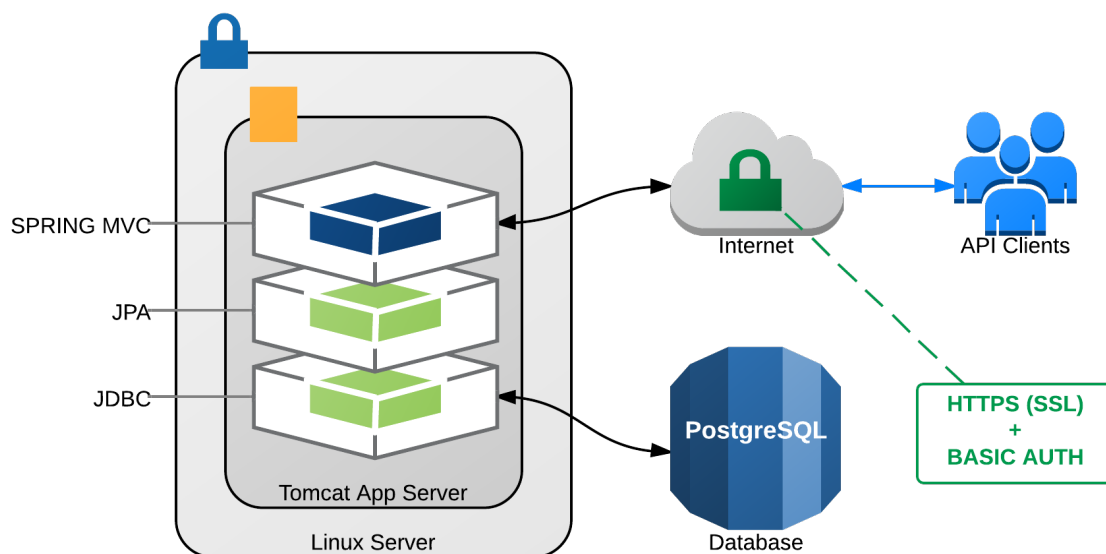 SPRING MVC
JPA
JDBC
Tomcat App Server
Linux Server
Internet
API Clients
PostgreSQL
Database
HTTPS (SSL)
+
BASIC AUTH